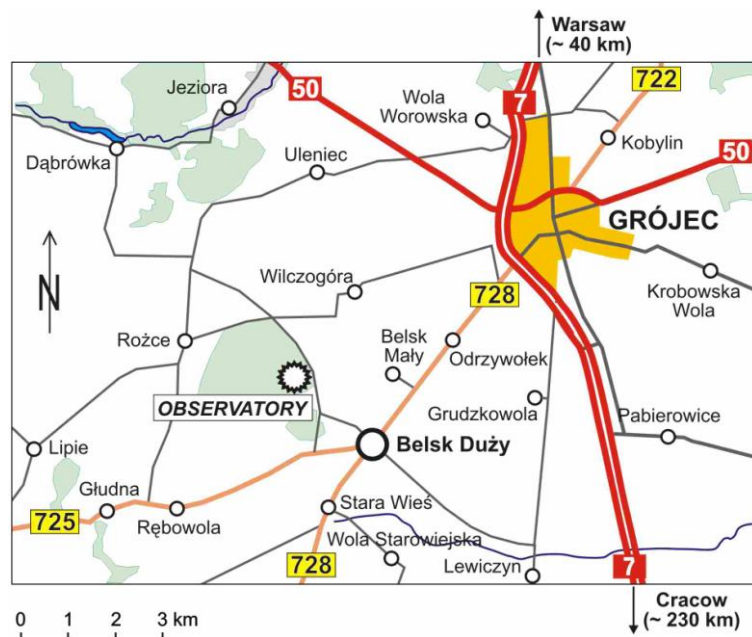 Warsaw
(~ 40 km)
Jeziora
50
7
722
Wola
Worowska
Dąbrówka
Uleniec
Kobylin
50
GRÓJEC
N
Wilczogóra
728
Krobowska
Wola
Rożce
Belsk
Mały
Odrzywołek
OBSERVATORY
Grudzkowola
Pabierowice
Lipie
Belsk Duży
Głudna
725
Rębowola
Stara Wieś
Wola Starowiejska
728
Lewiczyn
7
0 1 2 3 km
Cracow
(~ 230 km)